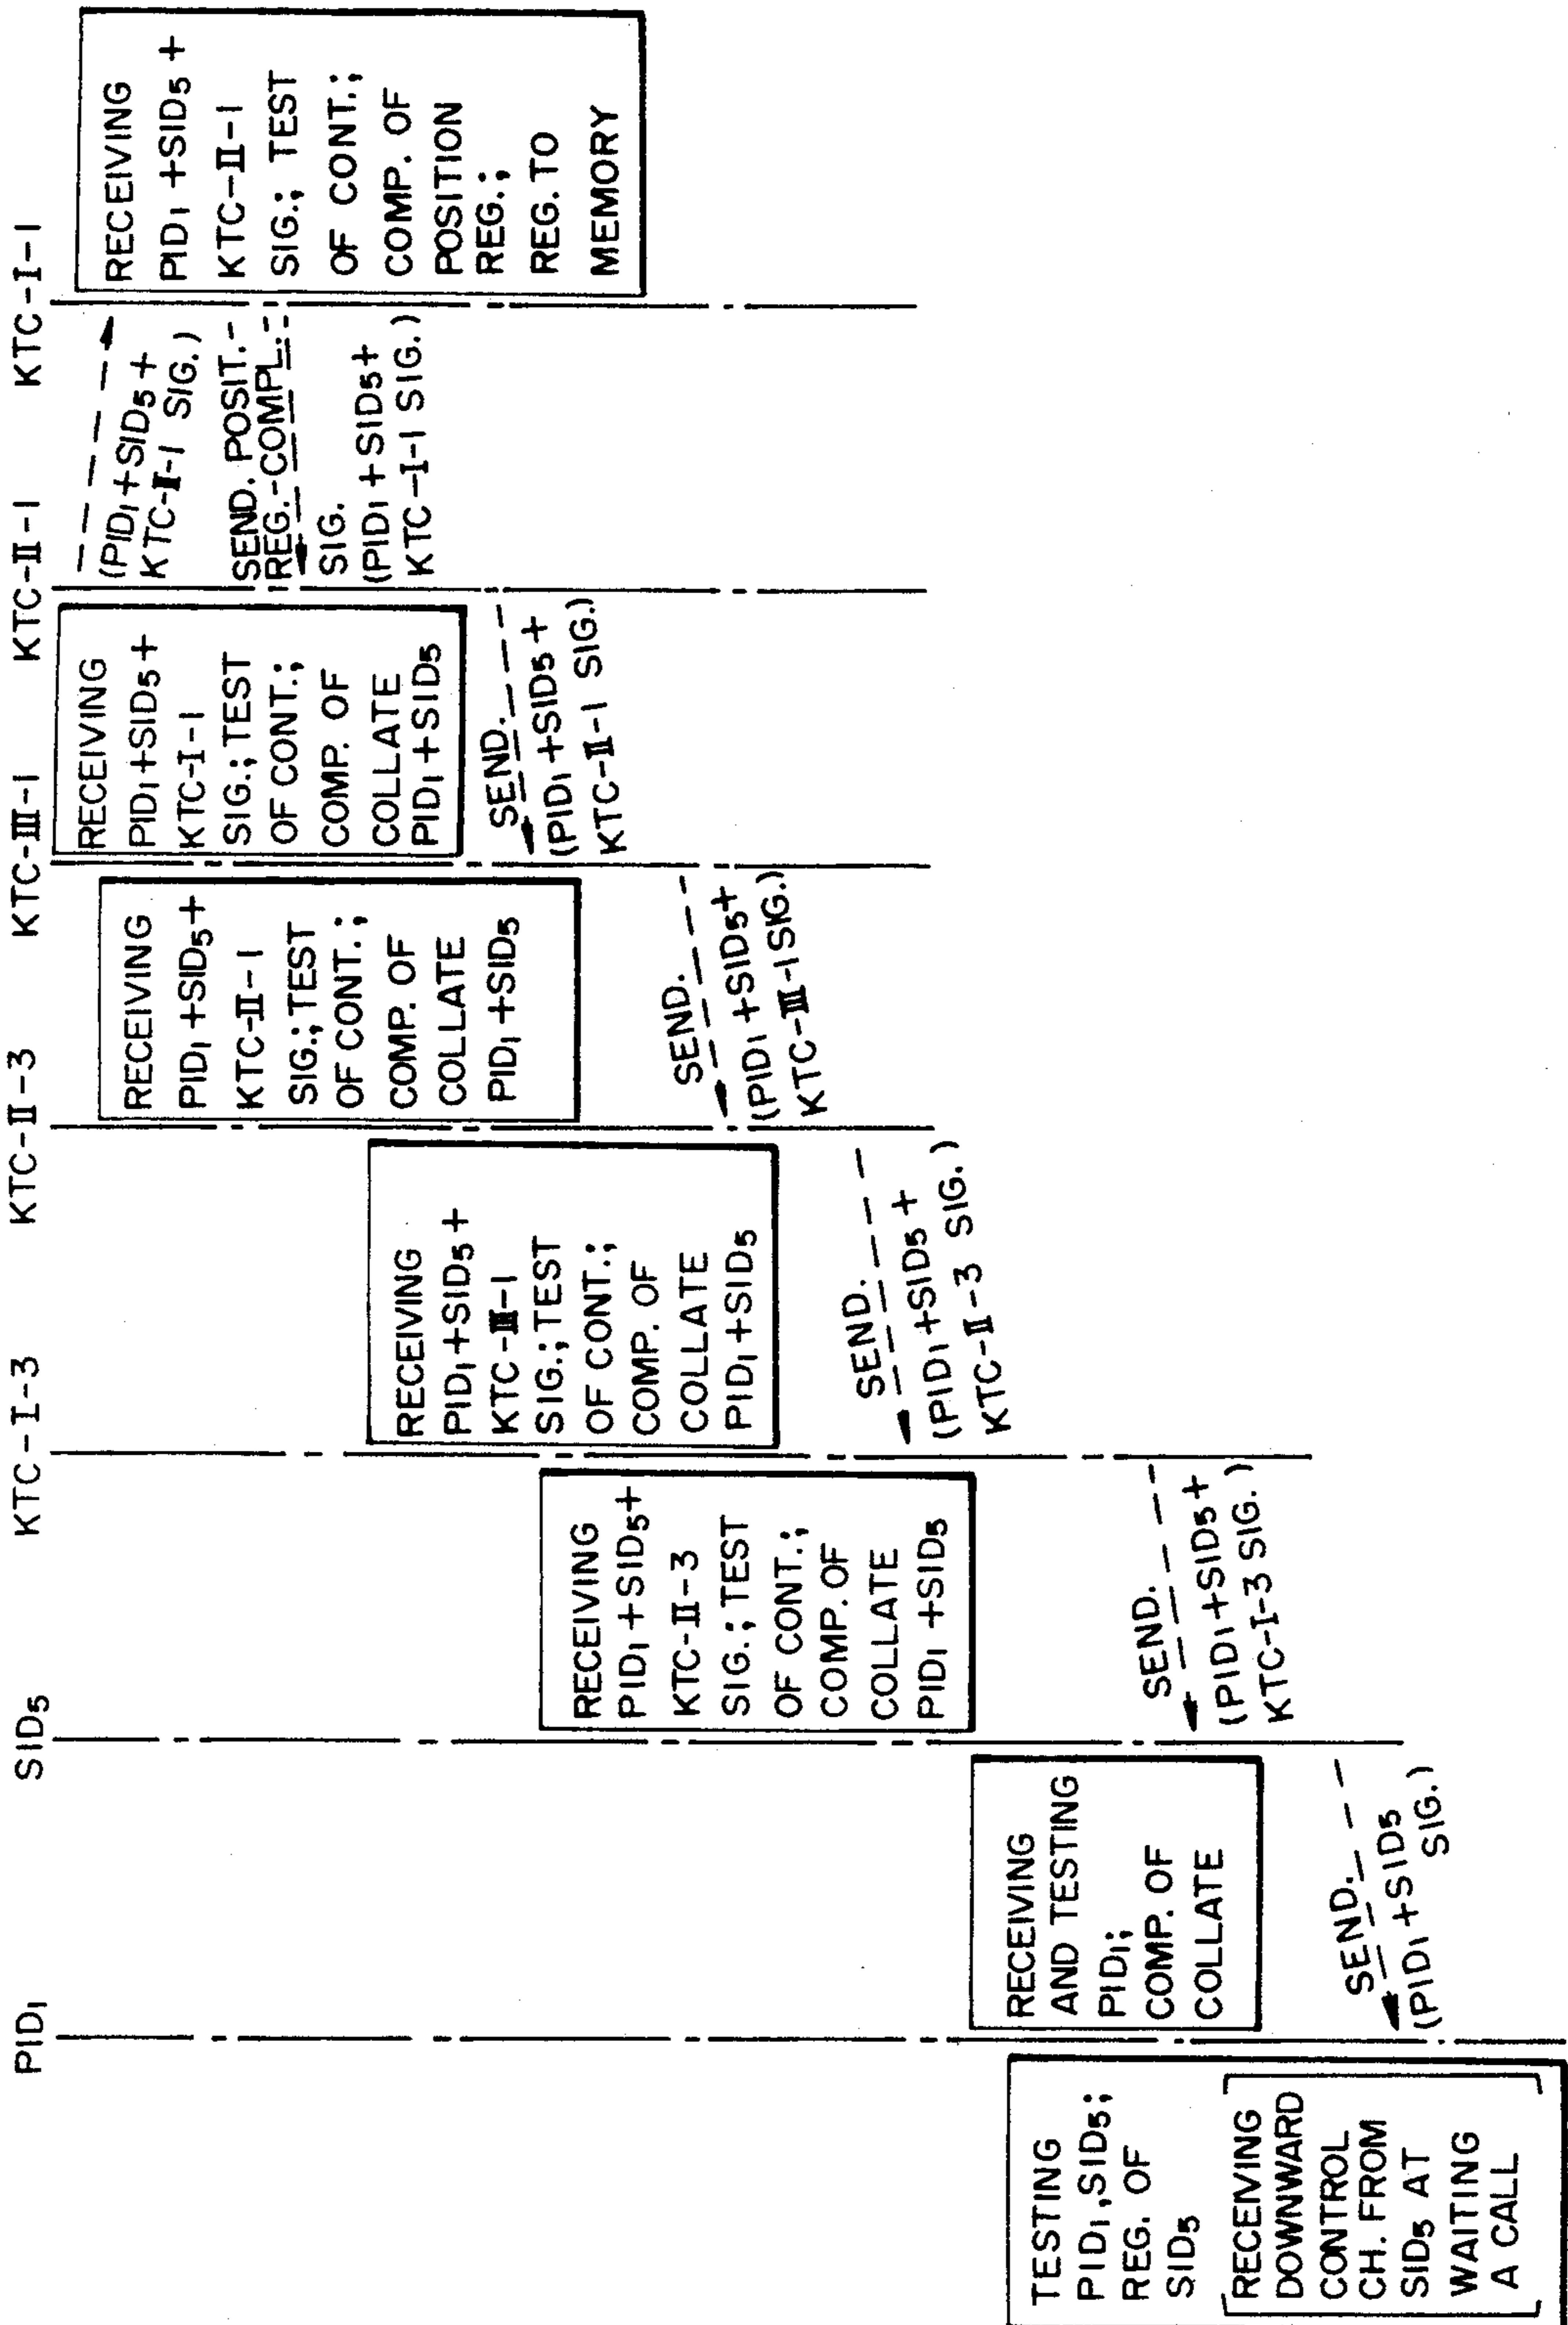 PID₁
SID₅
KTC-I-3
KTC-II-3
KTC-III-1
KTC-II-1
KTC-I-1
TESTING
PID₁,SID₅;
REG. OF
SID₅
RECEIVING
DOWNWARD
CONTROL
CH. FROM
SID₅ AT
WAITING
A CALL
RECEIVING
AND TESTING
PID₁;
COMP. OF
COLLATE
SEND.
(PID₁+SID₅
SIG.)
RECEIVING
PID₁+SID₅+
KTC-II-3
SIG.; TEST
OF CONT.;
COMP. OF
COLLATE
PID₁+SID₅
SEND.
(PID₁+SID₅+
KTC-I-3 SIG.)
RECEIVING
PID₁+SID₅+
KTC-III-1
SIG.; TEST
OF CONT.;
COMP. OF
COLLATE
PID₁+SID₅
SEND.
(PID₁+SID₅+
KTC-II-3 SIG.)
RECEIVING
PID₁+SID₅+
KTC-II-1
SIG.; TEST
OF CONT.;
COMP. OF
COLLATE
PID₁+SID₅
SEND.
(PID₁+SID₅+
KTC-III-1 SIG.)
RECEIVING
PID₁+SID₅+
KTC-I-1
SIG.; TEST
OF CONT.;
COMP. OF
COLLATE
PID₁+SID₅
SEND.
(PID₁+SID₅+
KTC-II-1 SIG.)
(PID₁+SID₅+
KTC-II-1 SIG.)
SEND. POSIT.-
REG.-COMPL.
SIG.
(PID₁+SID₅+
KTC-I-1 SIG.)
RECEIVING
PID₁+SID₅+
KTC-II-1
SIG.; TEST
OF CONT.;
COMP. OF
POSITION
REG.;
REG. TO
MEMORY